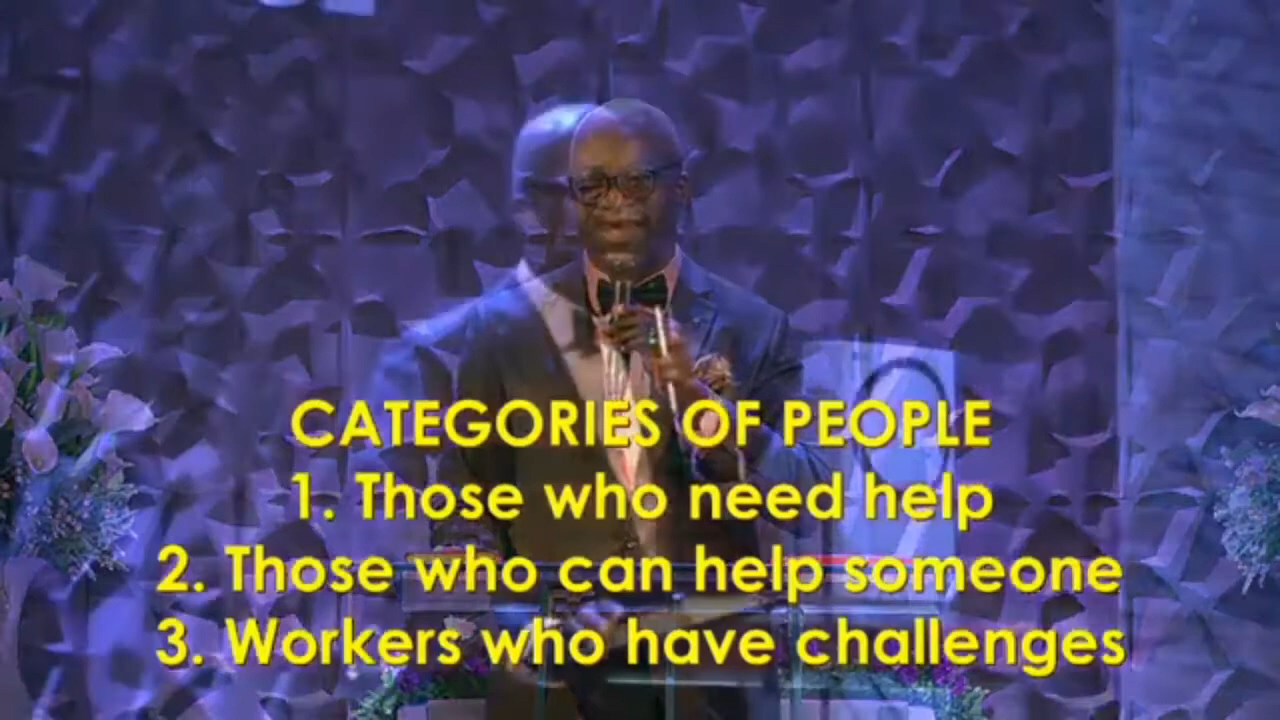 CATEGORIES OF PEOPLE
1. Those who need help
2. Those who can help someone
3. Workers who have challenges